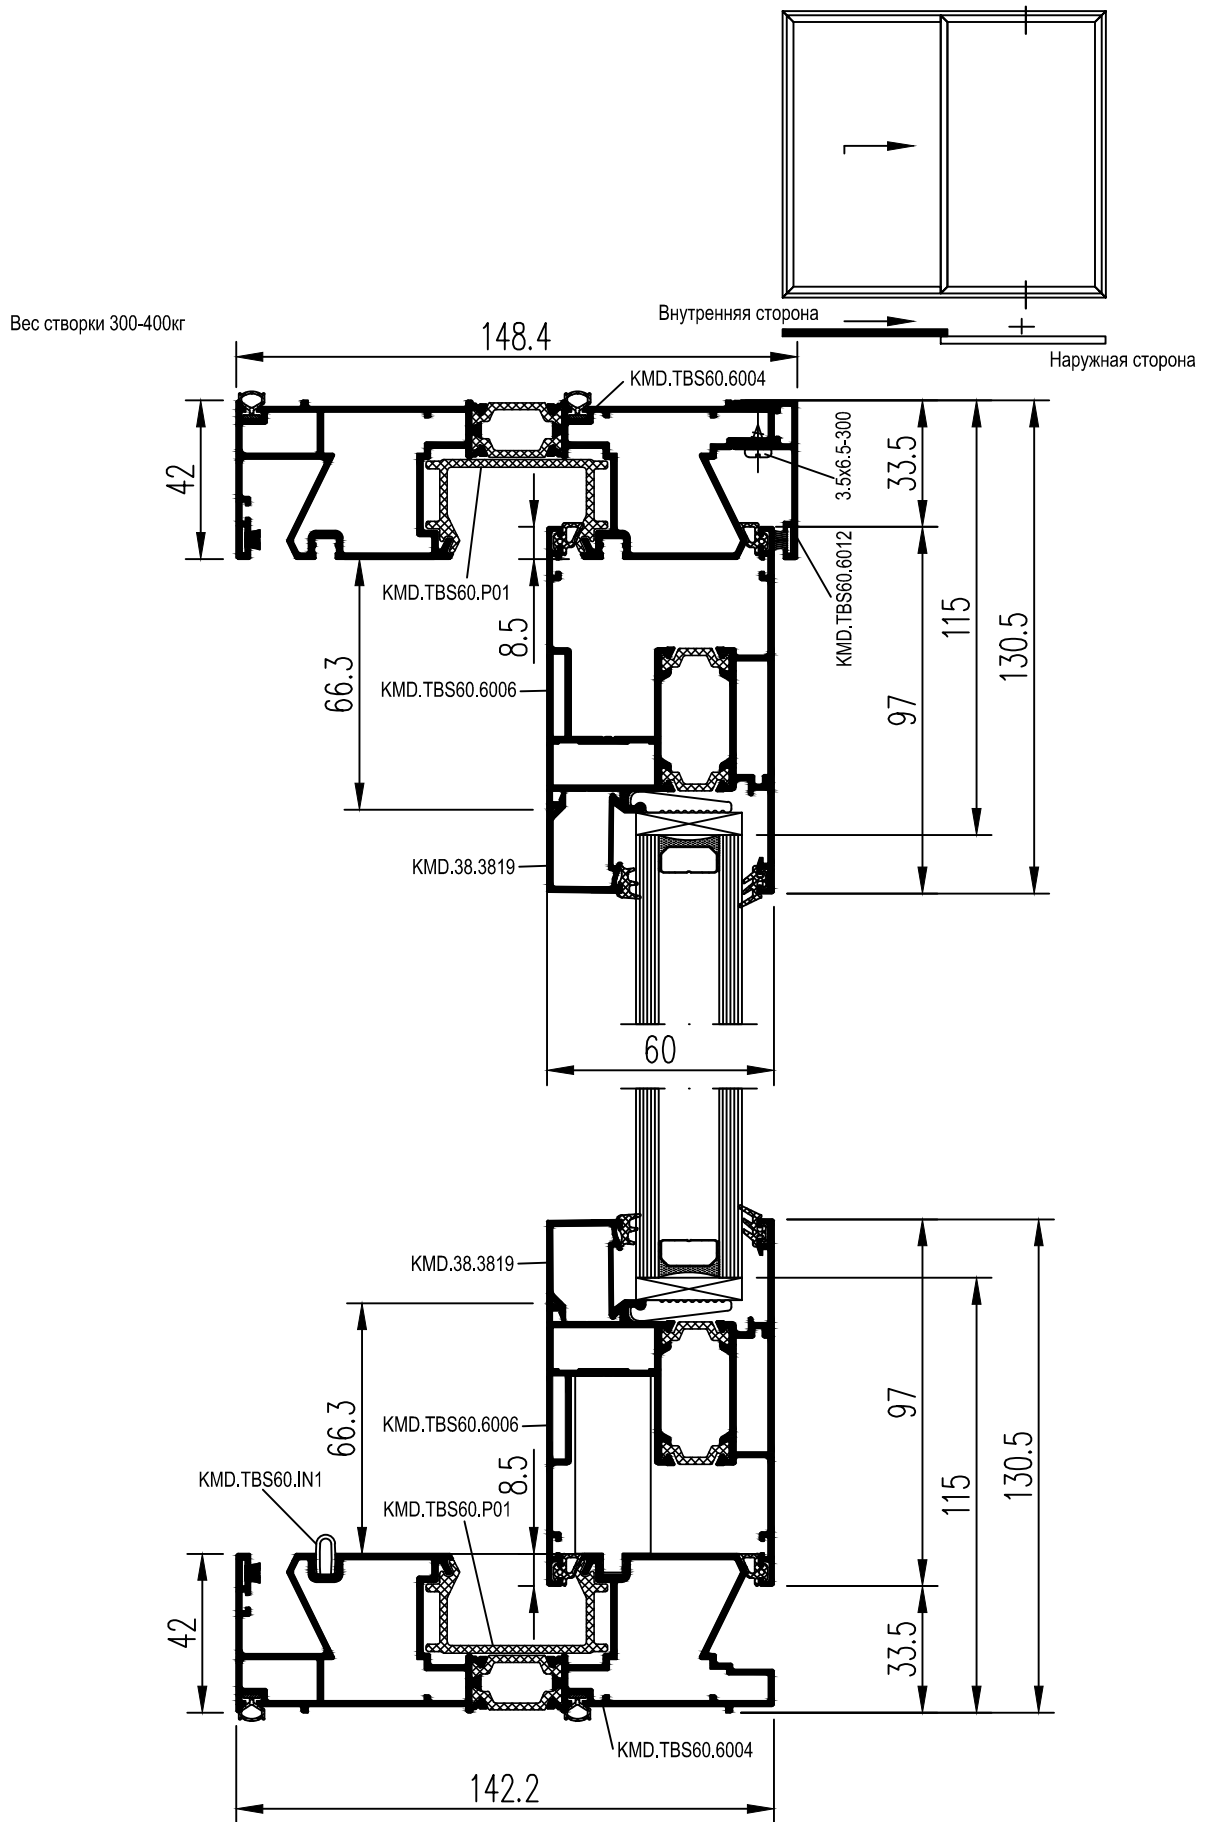 Вес створки 300-400кг
Внутренняя сторона
Наружная сторона
148.4
KMD.TBS60.6004
42
3.5x6.5-300
33.5
KMD.TBS60.P01
8.5
KMD.TBS60.6012
115
130.5
66.3
KMD.TBS60.6006
97
KMD.38.3819
60
KMD.38.3819
66.3
KMD.TBS60.6006
97
8.5
115
130.5
KMD.TBS60.IN1
KMD.TBS60.P01
42
33.5
KMD.TBS60.6004
142.2